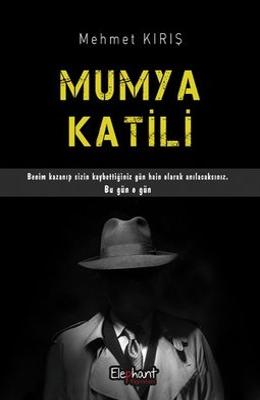 Mehmet KIRIŞ
MUMYA
KATİLİ
Benim kazanıp sizin kaybettiğiniz gün hain olarak anılacaksınız.
Bu gün o gün
Elephant